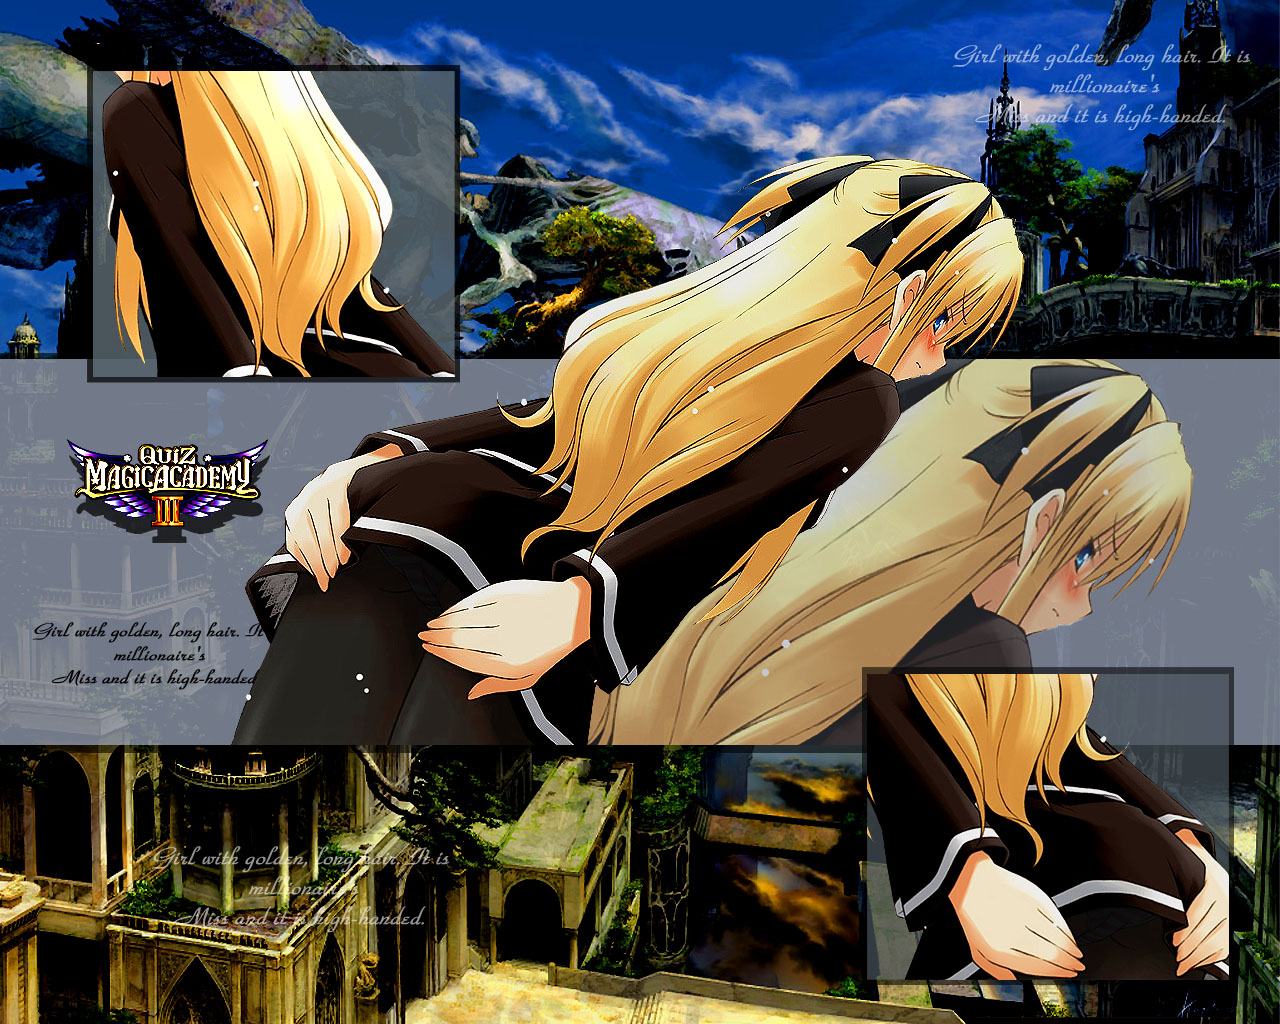 Girl with golden, long hair. It is
millionaire's
Miss and it is high-handed.
QUIZ
MAGICACADEMY
III
Girl with golden, long hair. It
millionaire's
Miss and it is high-handed
Girl with golden, long hair. It is
millionaire's
Miss and it is high-handed.